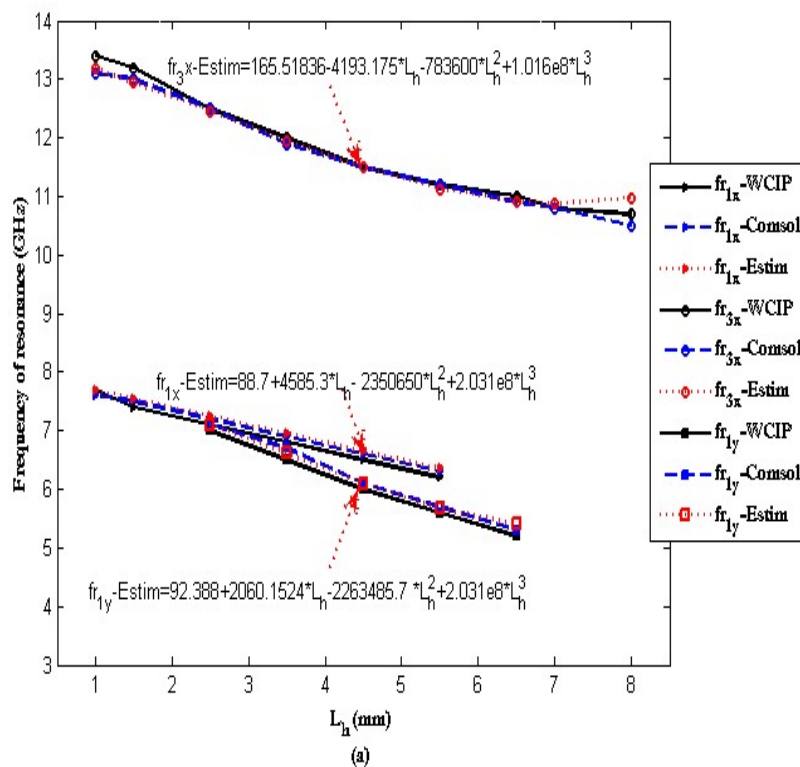 14
13
12
11
10
9
8
7
6
5
4
3
Frequency of resonance (GHz)
fr₃x-Estim=165.51836-4193.175*Lₕ-783600*Lₕ²+1.016e8*Lₕ³
fr₁ₓ-Estim=88.7+4585.3*Lₕ- 2350650*Lₕ²+2.031e8*Lₕ³
fr₁y-Estim=92.388+2060.1524*Lₕ-2263485.7 *Lₕ²+2.031e8*Lₕ³
fr₁ₓ-WCIP
fr₁ₓ-Comsol
fr₁ₓ-Estim
fr₃ₓ-WCIP
fr₃ₓ-Comsol
fr₃ₓ-Estim
fr₁y-WCIP
fr₁y-Comsol
fr₁y-Estim
1 2 3 4 5 6 7 8
Lₕ(mm)
(a)